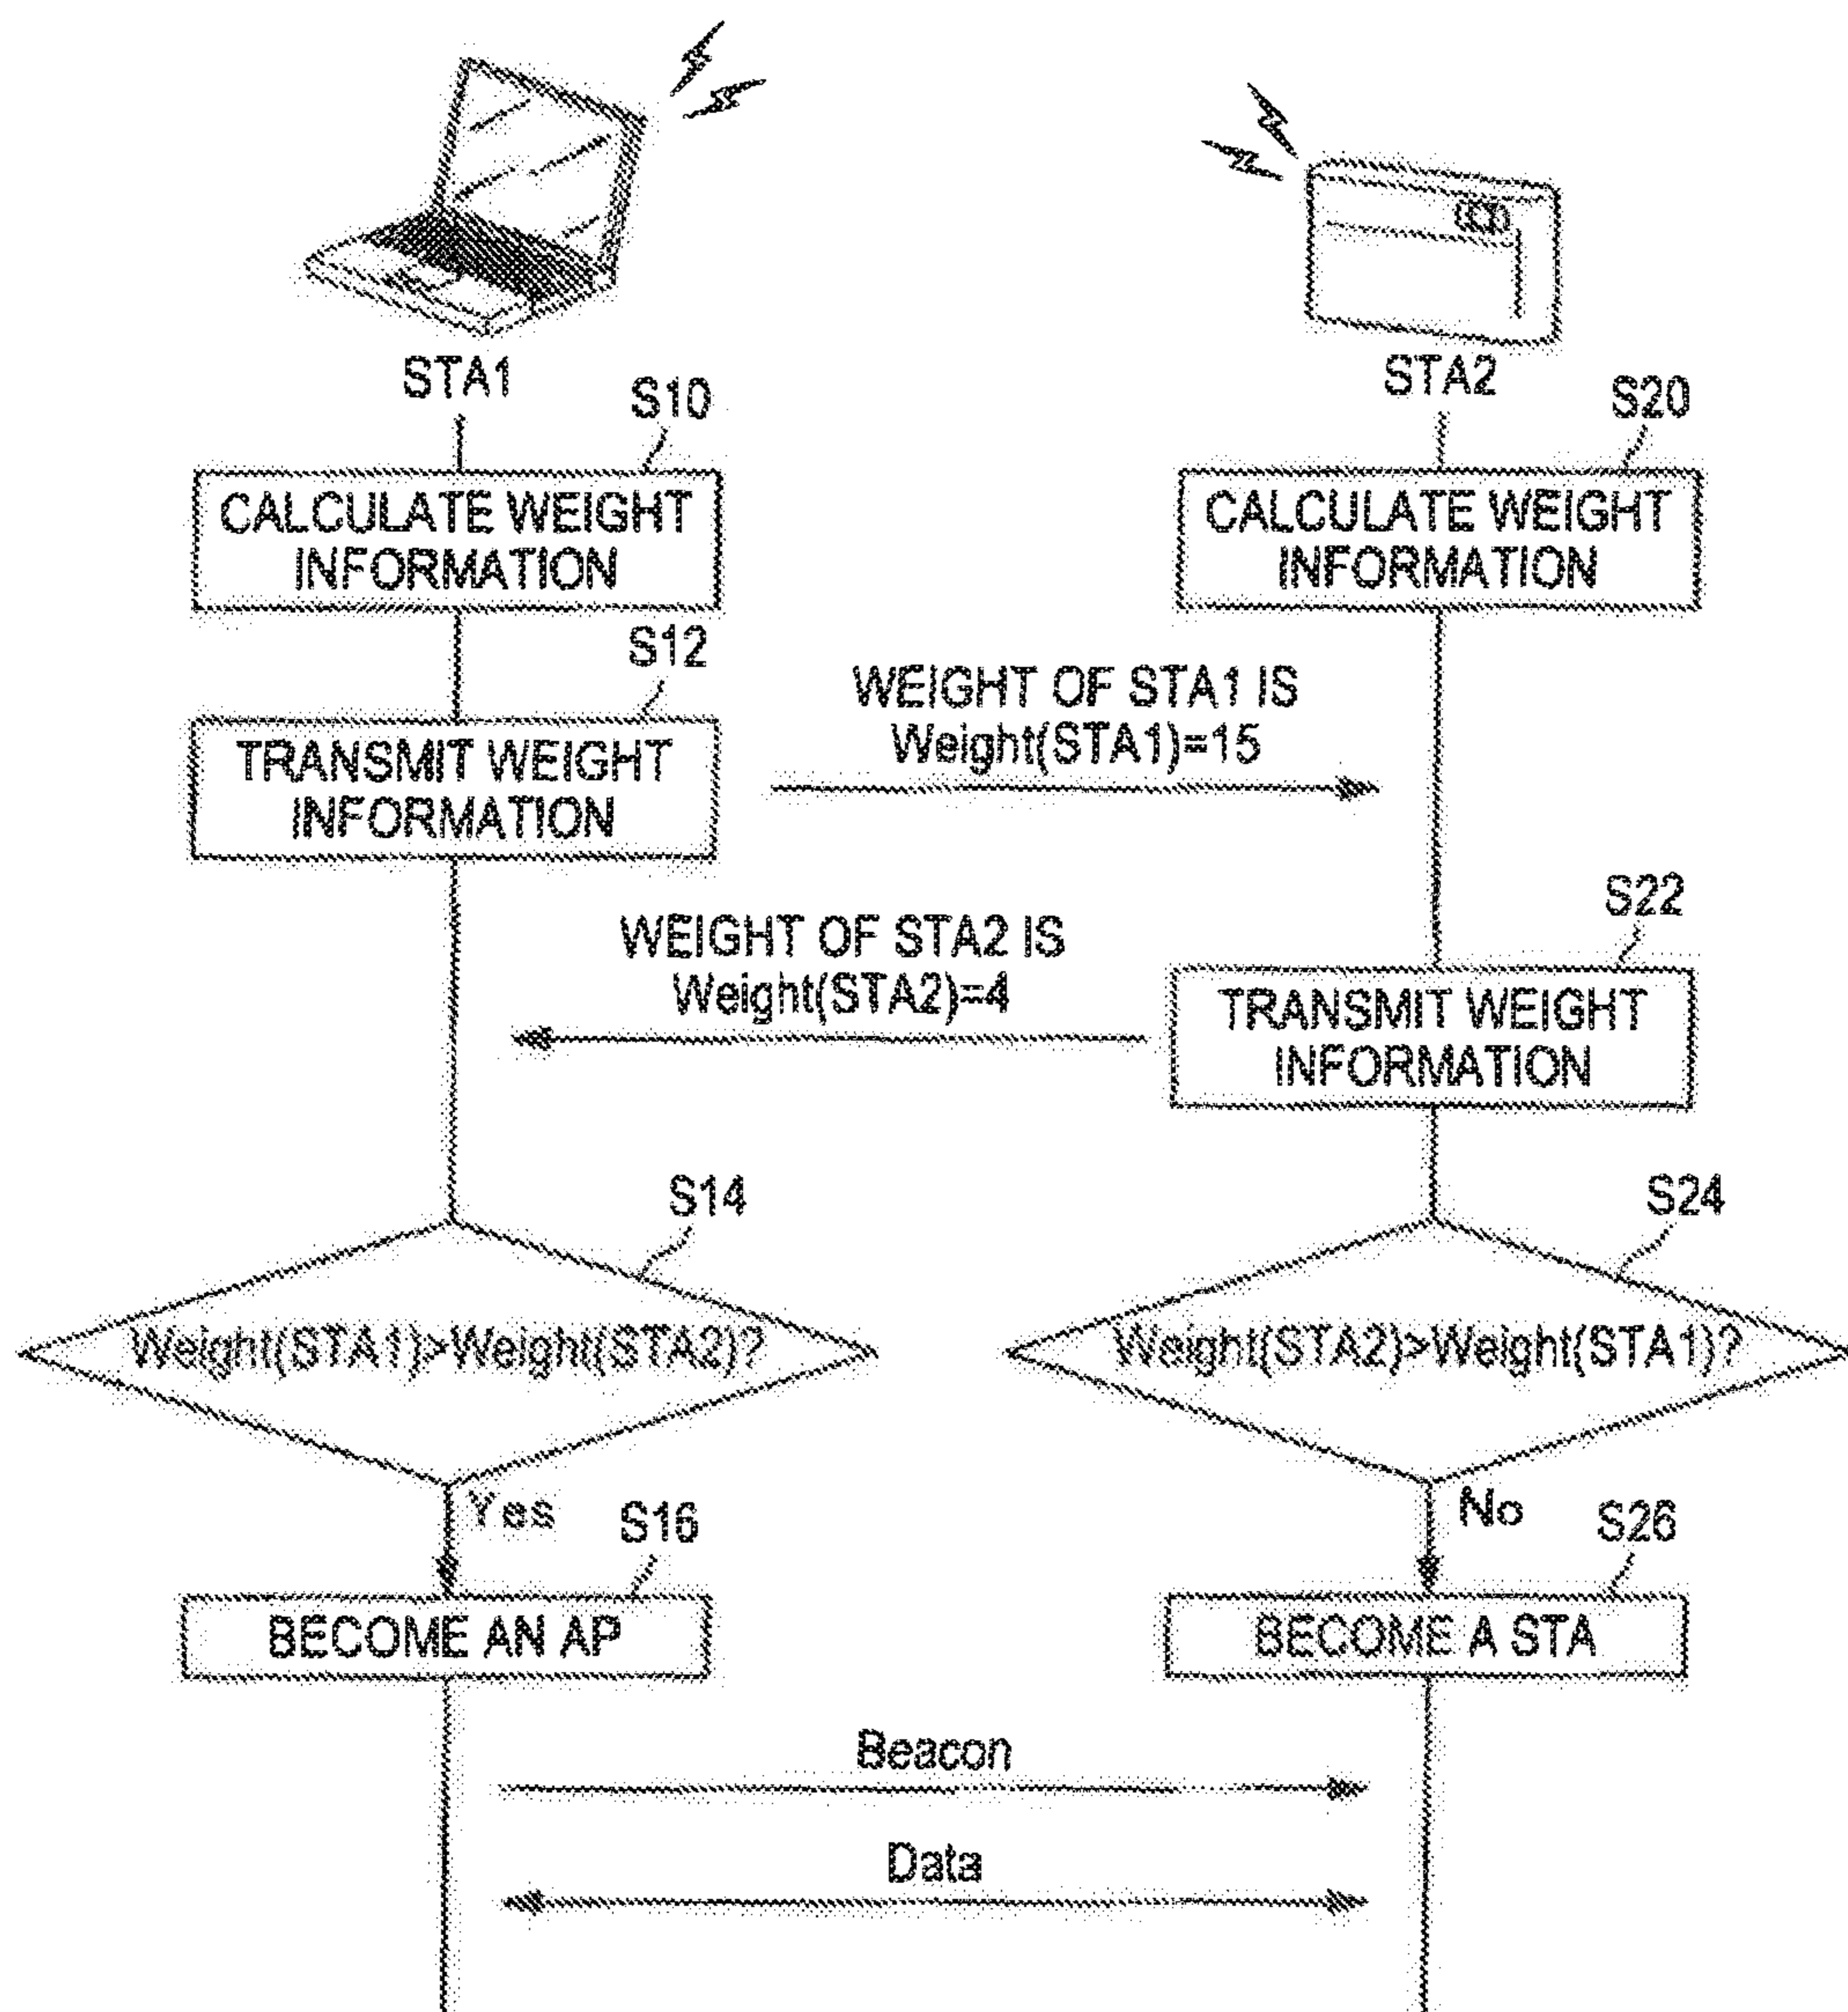 STA1
STA2
S10
S20
CALCULATE WEIGHT
INFORMATION
CALCULATE WEIGHT
INFORMATION
S12
TRANSMIT WEIGHT
INFORMATION
WEIGHT OF STA1 IS
Weight(STA1)=15
S22
WEIGHT OF STA2 IS
Weight(STA2)=4
TRANSMIT WEIGHT
INFORMATION
S14
S24
Weight(STA1)>Weight(STA2)?
Weight(STA2)>Weight(STA1)?
Yes
No
S16
S26
BECOME AN AP
BECOME A STA
Beacon
Data